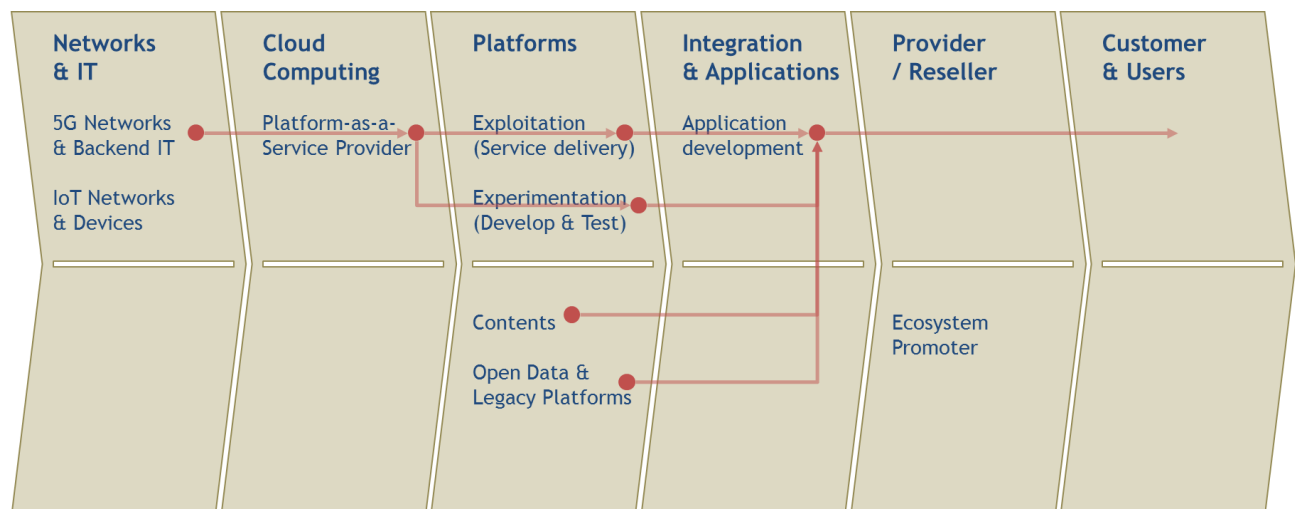 Networks
& IT
Cloud
Computing
Platforms
Integration
& Applications
Provider
/ Reseller
Customer
& Users
5G Networks
& Backend IT
Platform-as-a-
Service Provider
Exploitation
(Service delivery)
Application
development
IoT Networks
& Devices
Experimentation
(Develop & Test)
Contents
Ecosystem
Promoter
Open Data &
Legacy Platforms